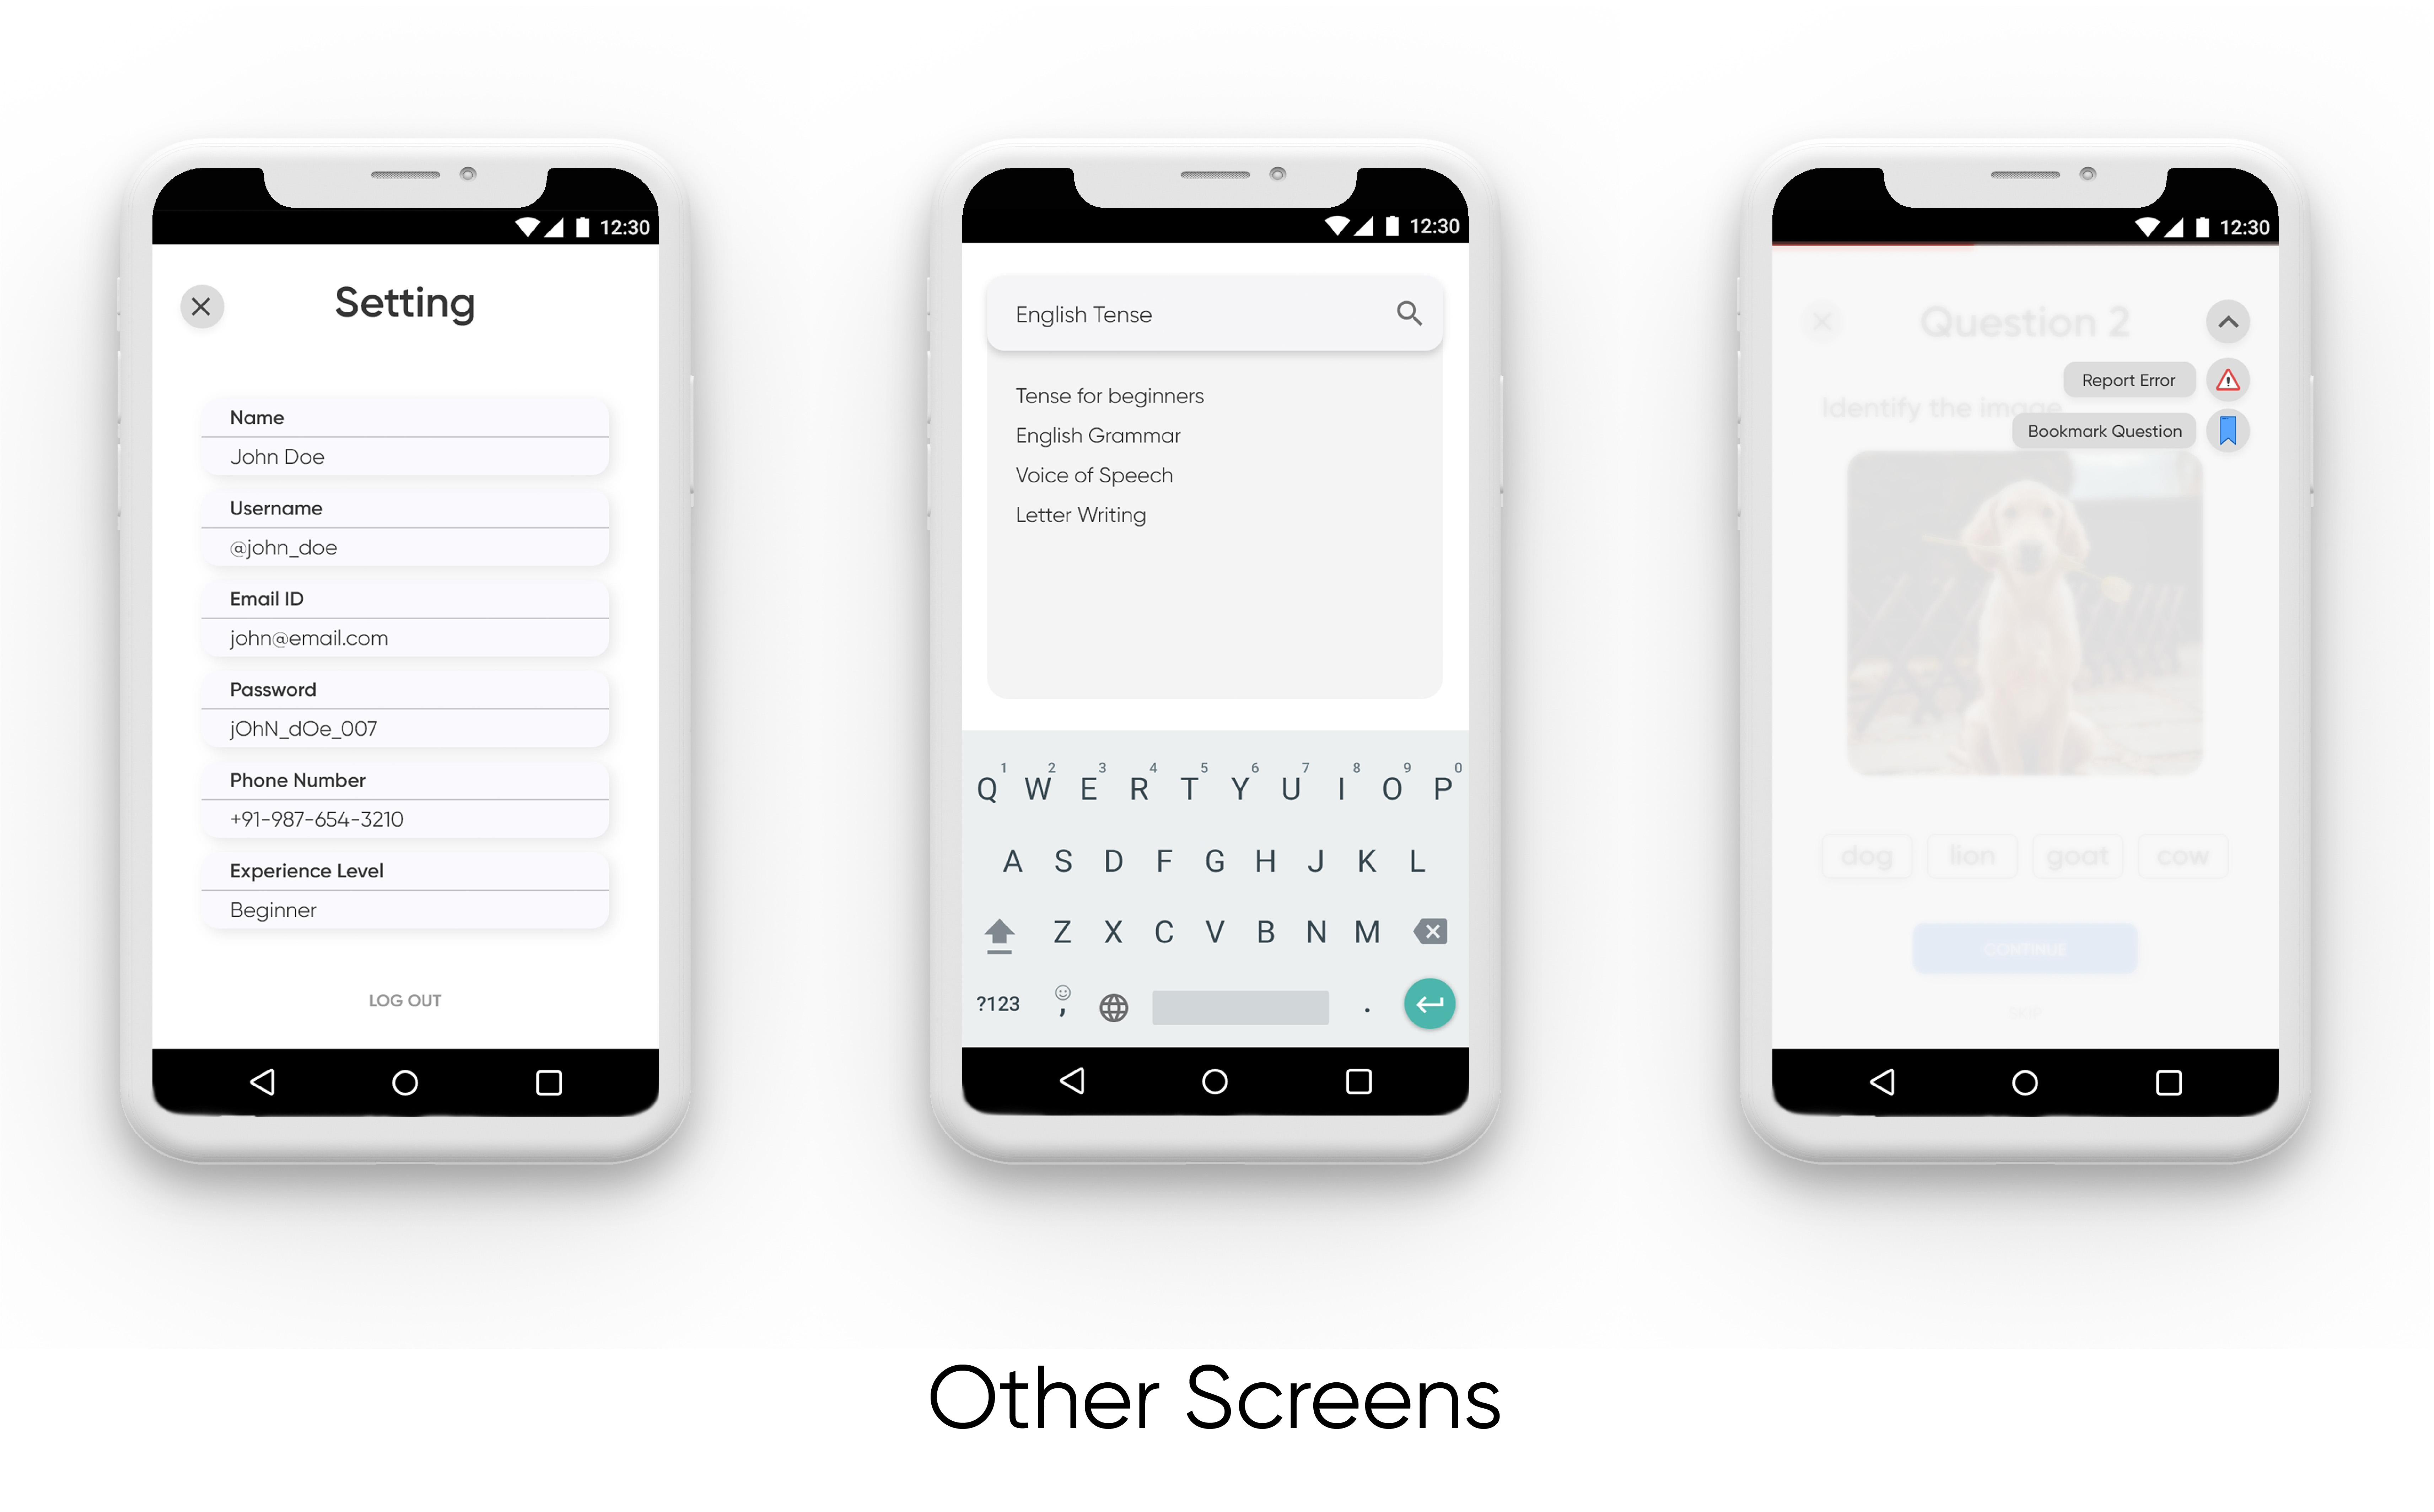 12:30
Setting
Name
John Doe
Username
@john_doe
Email ID
john@email.com
Password
jOhN_dOe_007
Phone Number
+91-987-654-3210
Experience Level
Beginner
LOG OUT
12:30
English Tense
Tense for beginners
English Grammar
Voice of Speech
Letter Writing
1 2 3 4 5 6 7 8 9 0
Q W E R T Y U I O P
A S D F G H J K L
Z X C V B N M
?123 , .
12:30
Question 2
Report Error
Identify the image
Bookmark Question
dog lion goat cow
CONTINUE
Other Screens